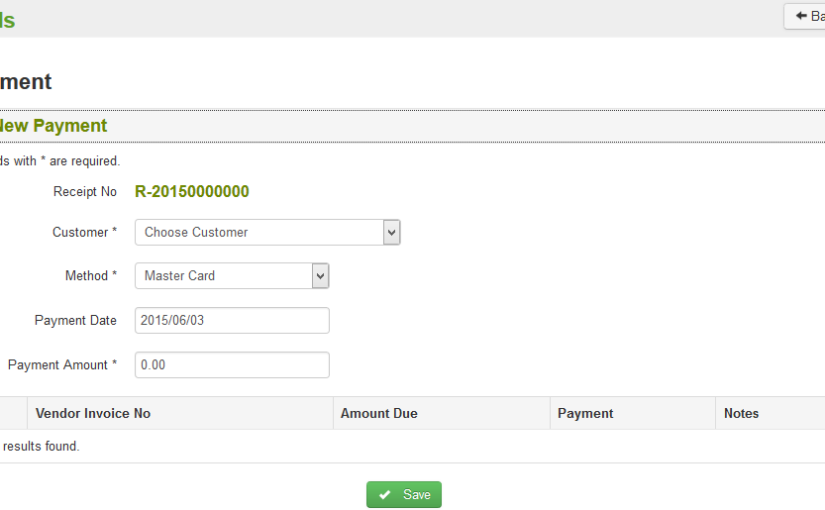 ls
Ba
ment
New Payment
ds with * are required.
Receipt No R-20150000000
Customer * Choose Customer
Method * Master Card
Payment Date 2015/06/03
Payment Amount * 0.00
Vendor Invoice No Amount Due Payment Notes
results found.
Save